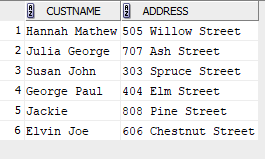 CUSTNAME ADDRESS
1 Hannah Mathew 505 Willow Street
2 Julia George 707 Ash Street
3 Susan John 303 Spruce Street
4 George Paul 404 Elm Street
5 Jackie 808 Pine Street
6 Elvin Joe 606 Chestnut Street